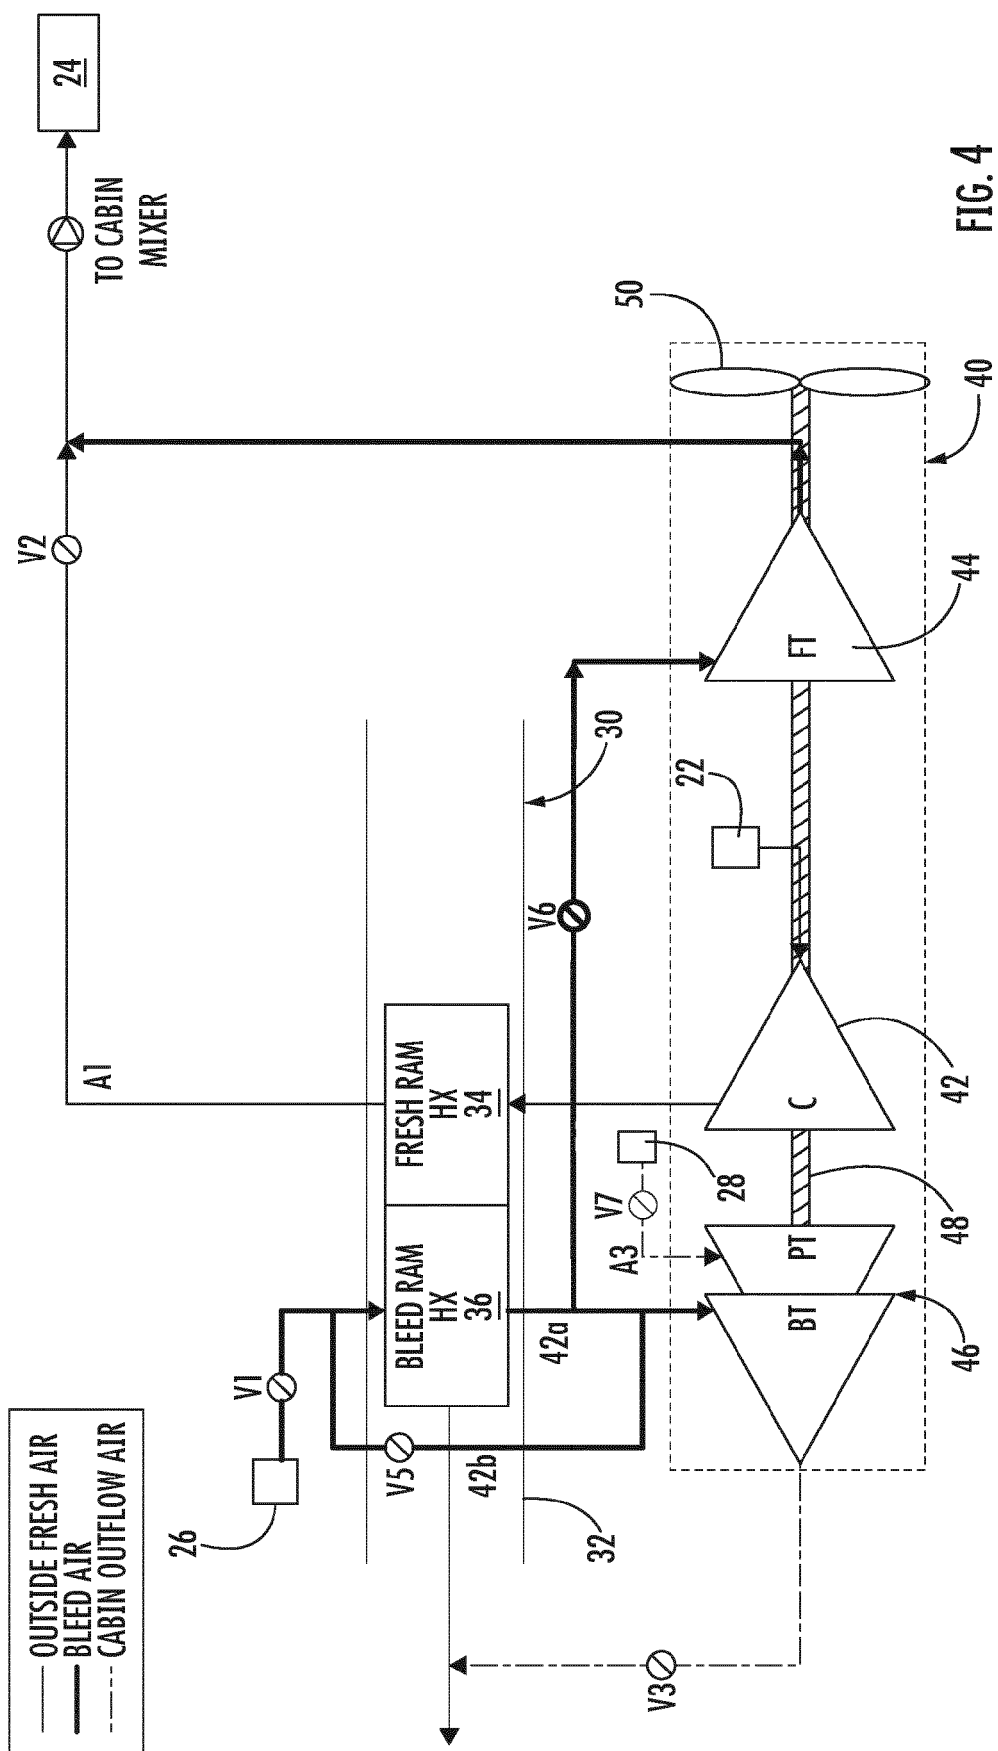 OUTSIDE FRESH AIR
BLEED AIR
CABIN OUTFLOW AIR
24
TO CABIN
MIXER
V2
A1
26
V1
V5
42b
42a
BLEED RAM
HX
36
FRESH RAM
HX
34
V6
30
32
V3
A3
V7
28
22
50
BT
PT
C
FT
46
48
42
44
40
FIG. 4